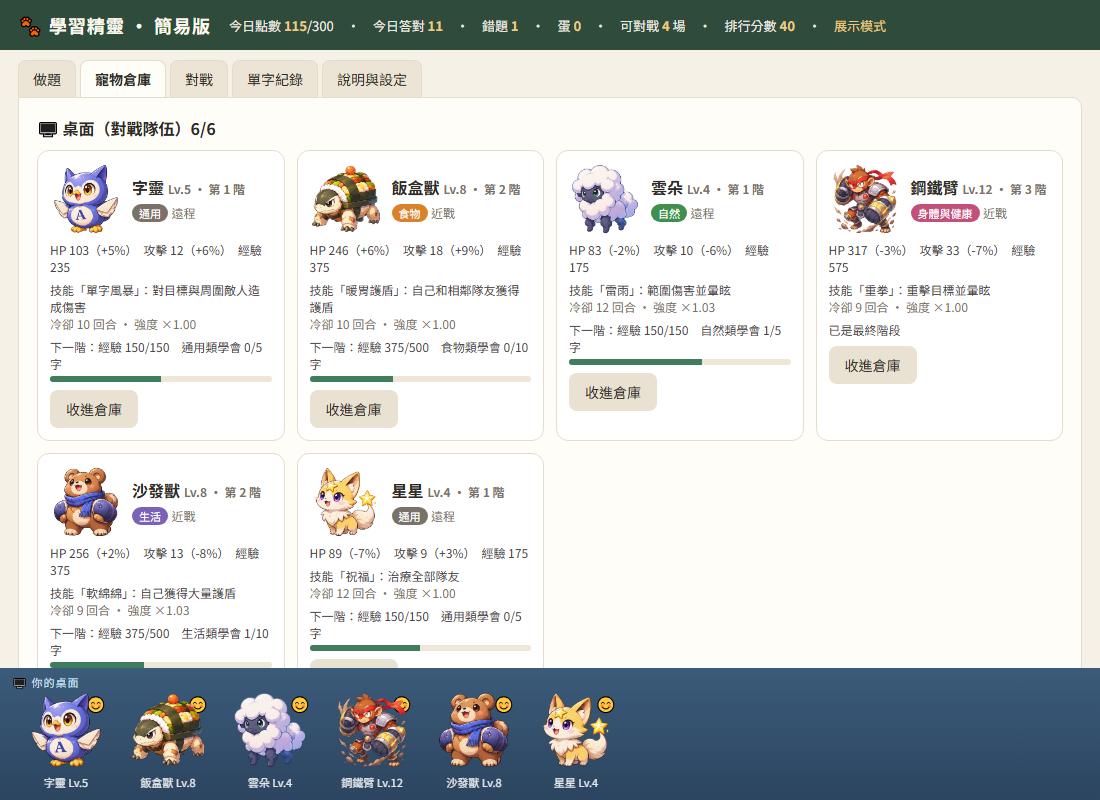 學習精靈 • 簡易版 今日點數 115/300 • 今日答對 11 • 錯題 1 • 蛋 0 • 可對戰 4 場 • 排行分數 40 • 展示模式
做題 寵物倉庫 對戰 單字紀錄 說明與設定
桌面（對戰隊伍）6/6
字靈 Lv.5 • 第 1 階
通用 遠程
A
HP 103（+5%） 攻擊 12（+6%） 經驗
235
技能「單字風暴」：對目標與周圍敵人造
成傷害
冷卻 10 回合 • 強度 ×1.00
下一階：經驗 150/150 通用類學會 0/5
字
收進倉庫
飯盒獸 Lv.8 • 第 2 階
食物 近戰
HP 246（+6%） 攻擊 18（+9%） 經驗
375
技能「暖胃護盾」：自己和相鄰隊友獲得
護盾
冷卻 10 回合 • 強度 ×1.00
下一階：經驗 375/500 食物類學會 0/10
字
收進倉庫
雲朵 Lv.4 • 第 1 階
自然 遠程
HP 83（-2%） 攻擊 10（-6%） 經驗
175
技能「雷雨」：範圍傷害並暈眩
冷卻 12 回合 • 強度 ×1.03
下一階：經驗 150/150 自然類學會 1/5
字
收進倉庫
鋼鐵臂 Lv.12 • 第 3 階
身體與健康 近戰
HP 317（-3%） 攻擊 33（-7%） 經驗
575
技能「重拳」：重擊目標並暈眩
冷卻 9 回合 • 強度 ×1.00
已是最終階段
收進倉庫
沙發獸 Lv.8 • 第 2 階
生活 近戰
HP 256（+2%） 攻擊 13（-8%） 經驗
375
技能「軟綿綿」：自己獲得大量護盾
冷卻 9 回合 • 強度 ×1.03
下一階：經驗 375/500 生活類學會 1/10
字
星星 Lv.4 • 第 1 階
通用 遠程
HP 89（-7%） 攻擊 9（+3%） 經驗 175
技能「祝福」：治療全部隊友
冷卻 12 回合 • 強度 ×1.00
下一階：經驗 150/150 通用類學會 0/5
字
你的桌面
A
字靈 Lv.5 飯盒獸 Lv.8 雲朵 Lv.4 鋼鐵臂 Lv.12 沙發獸 Lv.8 星星 Lv.4